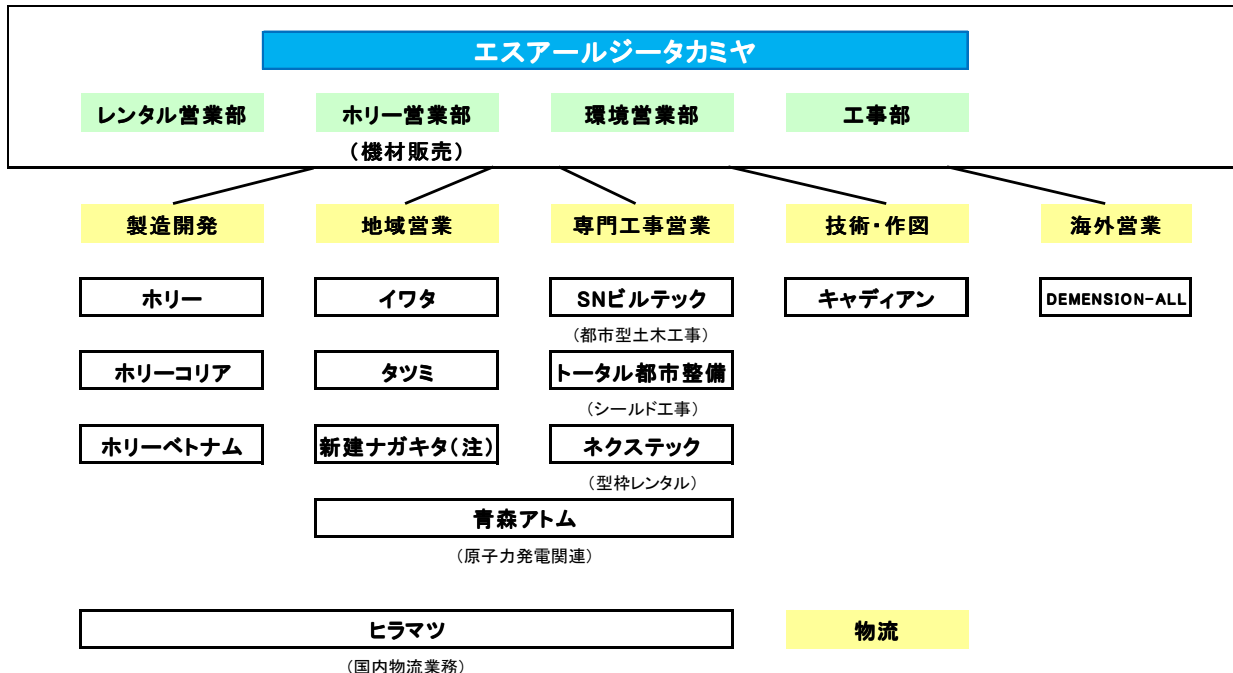 エスアールジータカミヤ
レンタル営業部 ホリー営業部 環境営業部 工事部
（機材販売）
製造開発 地域営業 専門工事営業 技術・作図 海外営業
ホリー イワタ SNビルテック キャディアン DEMENSION-ALL
（都市型土木工事）
ホリーコリア タツミ トータル都市整備
（シールド工事）
ホリーベトナム 新建ナガキタ（注） ネクステック
（型枠レンタル）
青森アトム
（原子力発電関連）
ヒラマツ 物流
（国内物流業務）